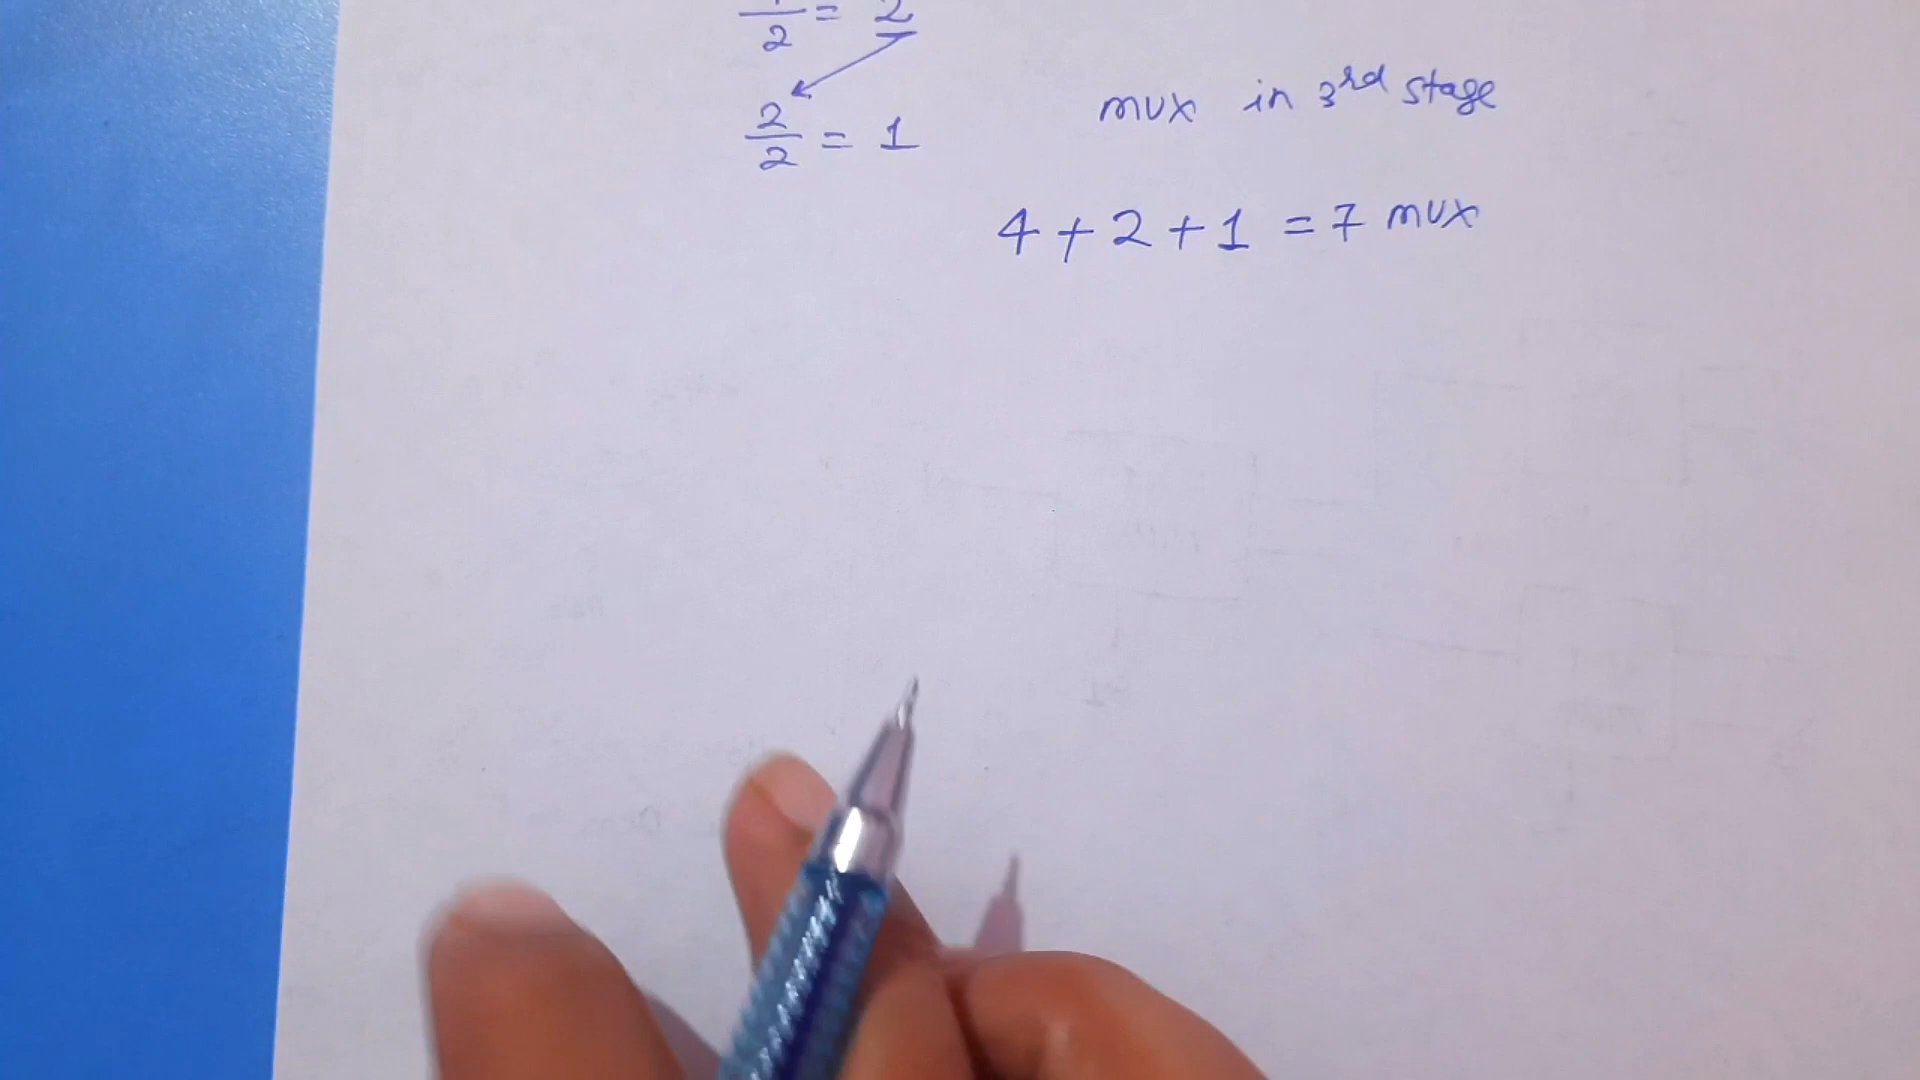 /2 = 2
2/2 = 1
mux in 3rd stage
4 + 2 + 1 = 7 mux